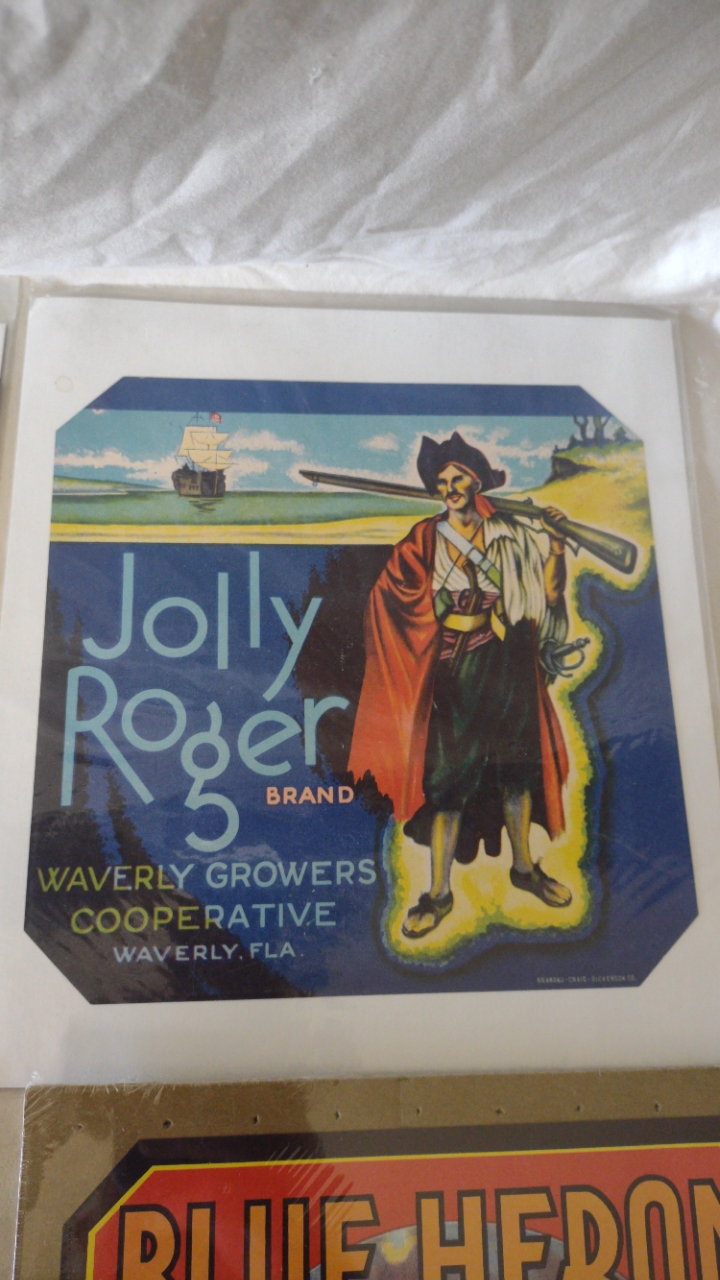 Jolly
Roger
BRAND
WAVERLY GROWERS
COOPERATIVE
WAVERLY, FLA.
BLUE HERON